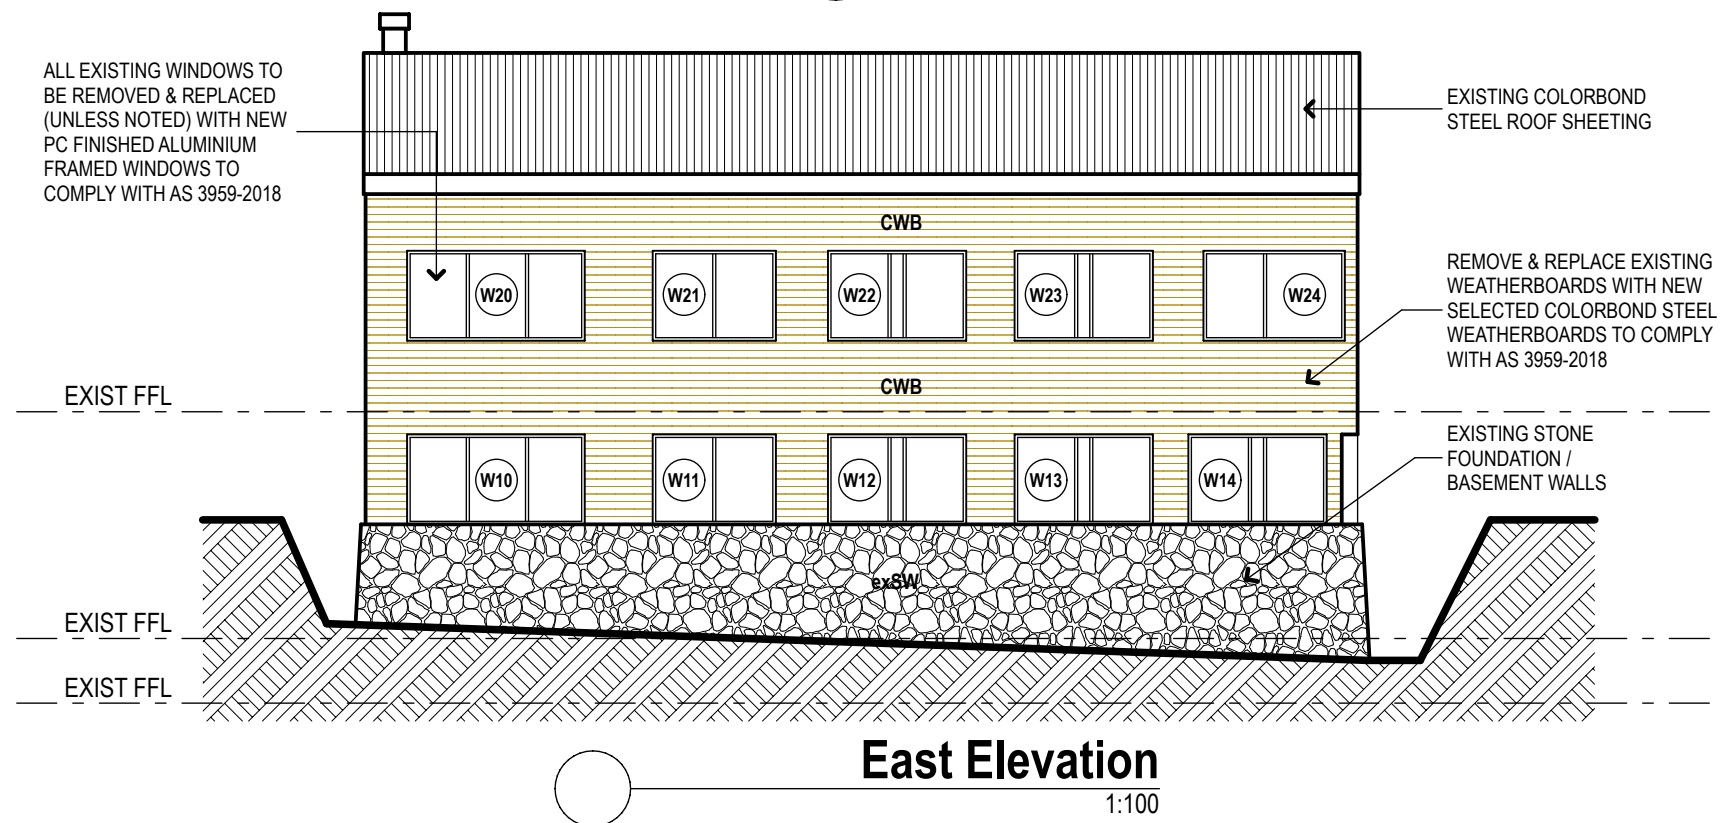 ALL EXISTING WINDOWS TO
BE REMOVED & REPLACED
(UNLESS NOTED) WITH NEW
PC FINISHED ALUMINIUM
FRAMED WINDOWS TO
COMPLY WITH AS 3959-2018
EXISTING COLORBOND
STEEL ROOF SHEETING
CWB
REMOVE & REPLACE EXISTING
WEATHERBOARDS WITH NEW
SELECTED COLORBOND STEEL
WEATHERBOARDS TO COMPLY
WITH AS 3959-2018
W20 W21 W22 W23 W24
CWB
EXIST FFL
EXISTING STONE
FOUNDATION /
BASEMENT WALLS
W10 W11 W12 W13 W14
exSW
EXIST FFL
EXIST FFL
East Elevation
1:100